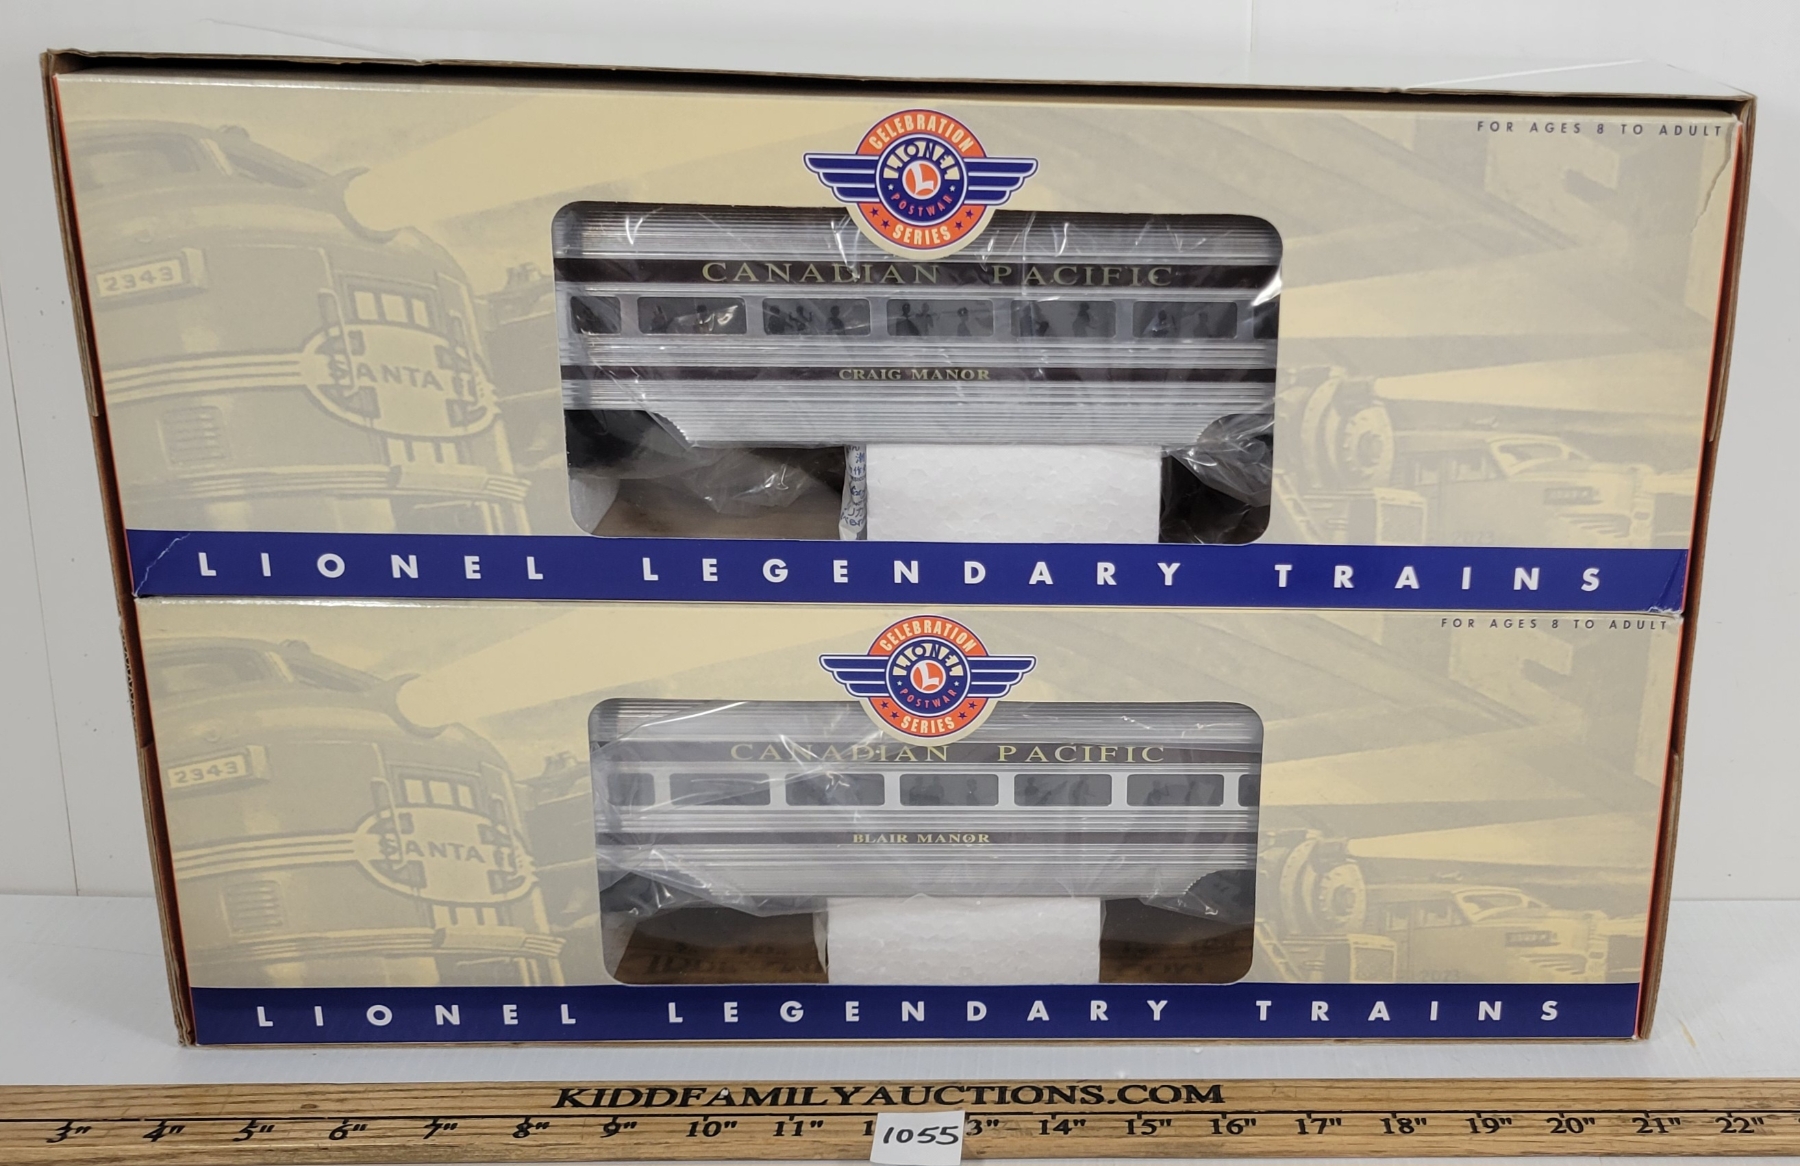 FOR AGES 8 TO ADULT
CELEBRATION
LIONEL
L
POSTWAR
SERIES
CANADIAN PACIFIC
2343
SANTA FE
CRAIG MANOR
LIONEL LEGENDARY TRAINS
FOR AGES 8 TO ADULT
CELEBRATION
LIONEL
L
POSTWAR
SERIES
CANADIAN PACIFIC
2343
SANTA FE
BLAIR MANOR
LIONEL LEGENDARY TRAINS
KIDDFAMILYAUCTIONS.COM
3" 4" 5" 6" 7" 8" 9" 10" 11" 1 3" 14" 15" 16" 17" 18" 19" 20" 21" 22"
1055